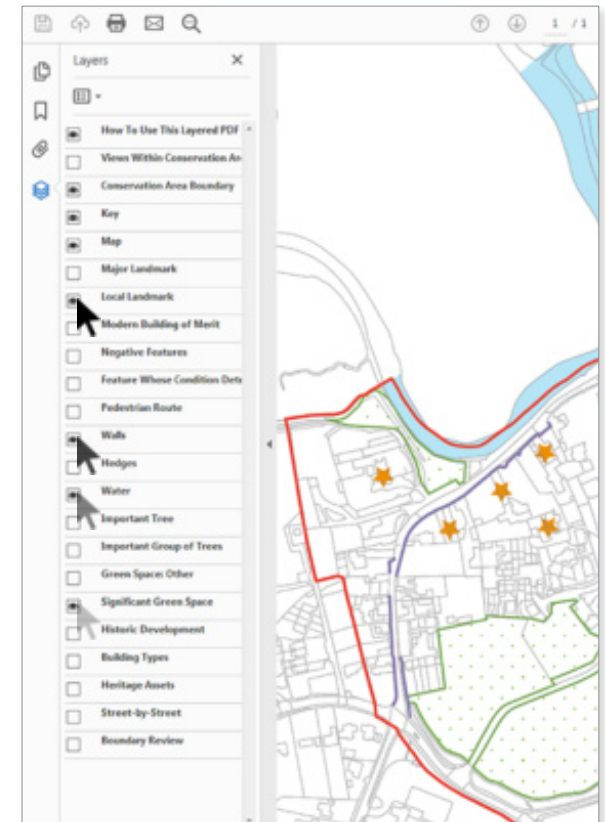 1 / 1
Layers
How To Use This Layered PDF
Views Within Conservation Ar
Conservation Area Boundary
Key
Map
Major Landmark
Local Landmark
Modern Building of Merit
Negative Features
Feature Whose Condition Detr
Pedestrian Route
Walls
Hedges
Water
Important Tree
Important Group of Trees
Green Space: Other
Significant Green Space
Historic Development
Building Types
Heritage Assets
Street-by-Street
Boundary Review